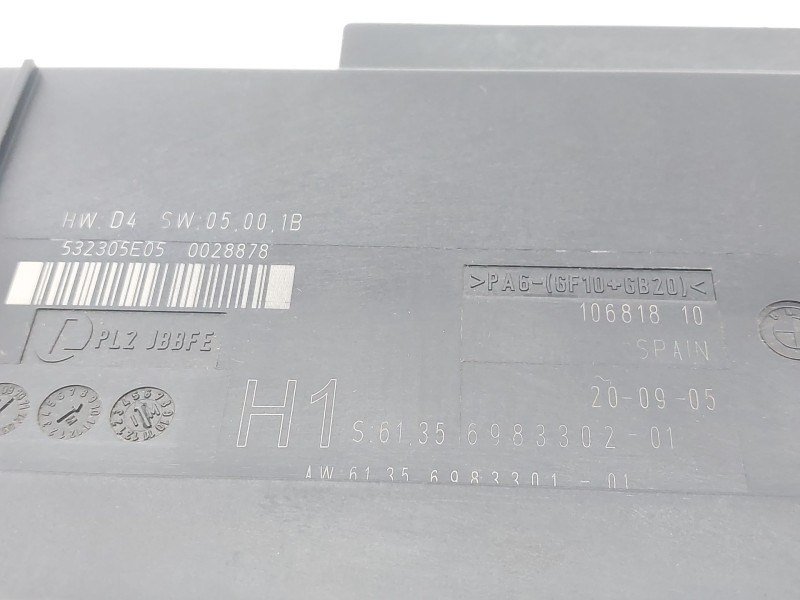 HW: D4 SW:05.00.1B
532305E05 0028878
>PA6-(GF10+GB20)<
106818 10
PL2 JBBFE
SPAIN
20-09-05
H1
S:61.35 6983302-01
AW:61.35 6983301-01